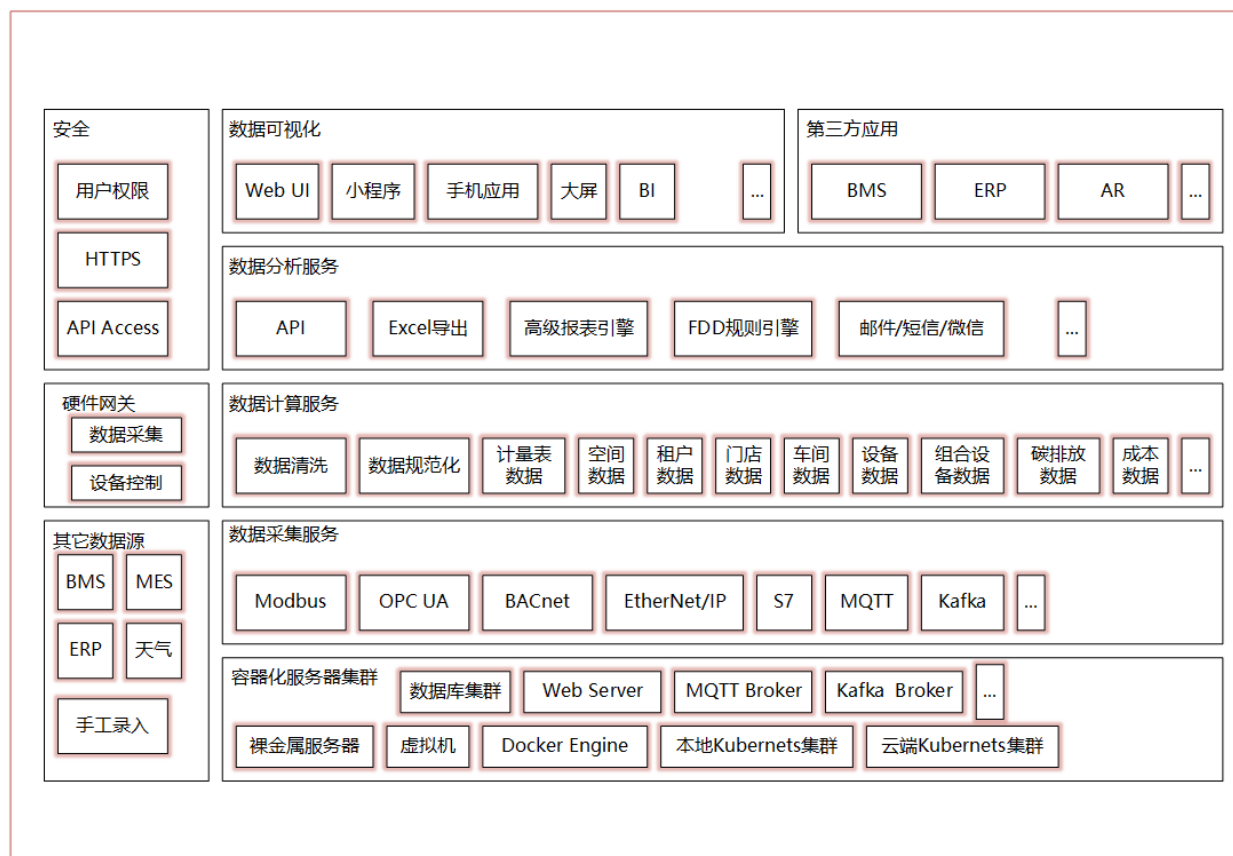 安全
用户权限
HTTPS
API Access
数据可视化
Web UI
小程序
手机应用
大屏
BI
...
第三方应用
BMS
ERP
AR
...
数据分析服务
API
Excel导出
高级报表引擎
FDD规则引擎
邮件/短信/微信
...
硬件网关
数据采集
设备控制
数据计算服务
数据清洗
数据规范化
计量表
数据
空间
数据
租户
数据
门店
数据
车间
数据
设备
数据
组合设
备数据
碳排放
数据
成本
数据
...
其它数据源
BMS
MES
ERP
天气
手工录入
数据采集服务
Modbus
OPC UA
BACnet
EtherNet/IP
S7
MQTT
Kafka
...
容器化服务器集群
数据库集群
Web Server
MQTT Broker
Kafka Broker
...
裸金属服务器
虚拟机
Docker Engine
本地Kubernets集群
云端Kubernets集群